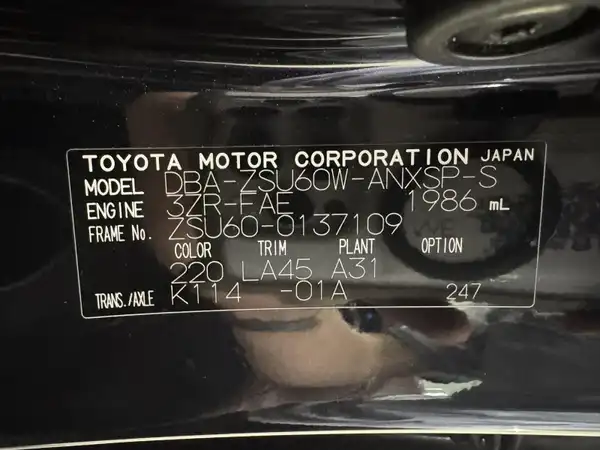 TOYOTA MOTOR CORPORATION JAPAN
MODEL DBA-ZSU60W-ANXSP-S
ENGINE 3ZR-FAE 1986 mL
FRAME No. ZSU60-0137109
COLOR TRIM PLANT OPTION
220 LA45 A31
TRANS./AXLE K114 -01A 247